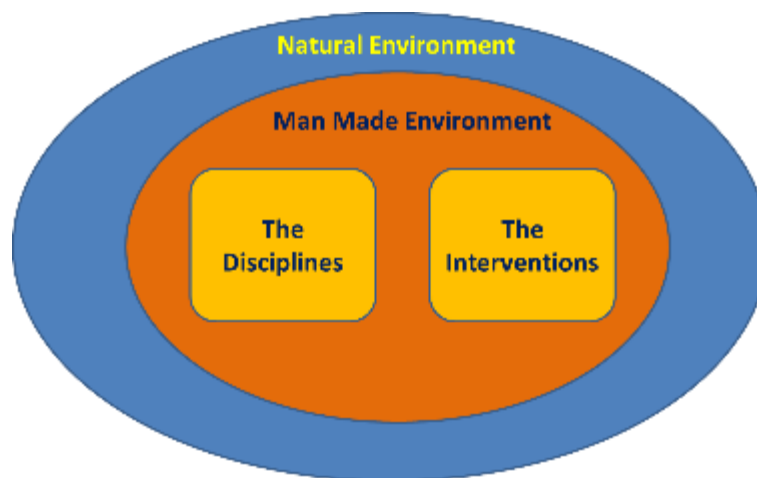 Natural Environment
Man Made Environment
The
Disciplines
The
Interventions